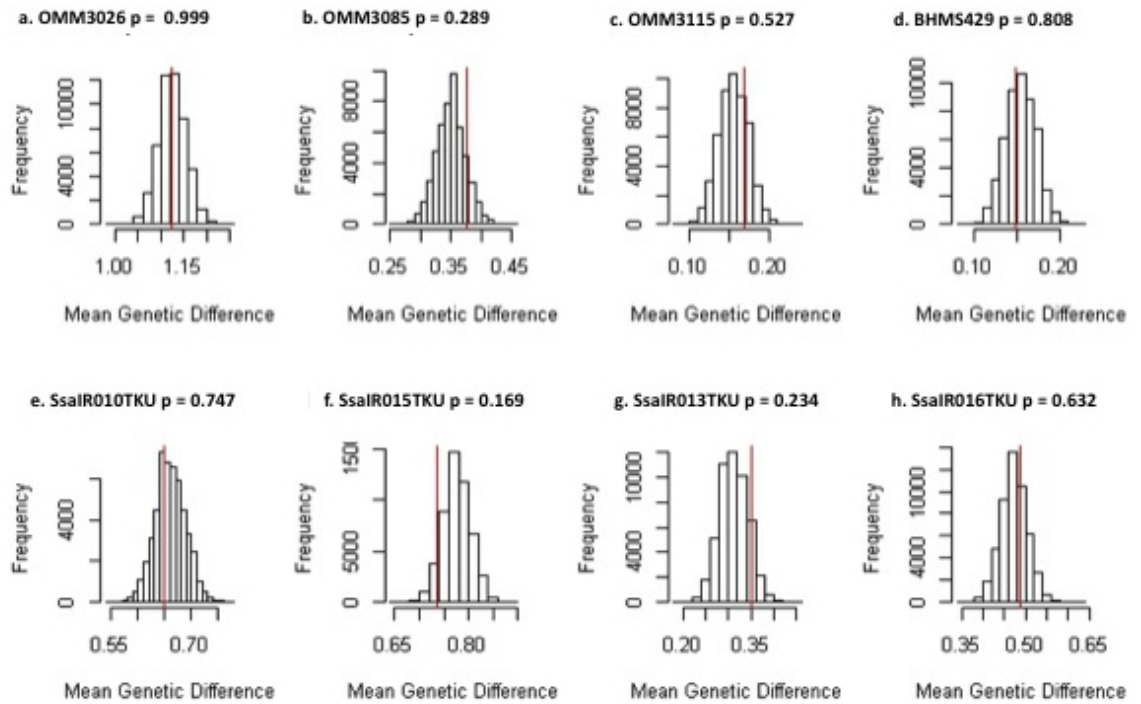 a. OMM3026 p = 0.999
b. OMM3085 p = 0.289
c. OMM3115 p = 0.527
d. BHMS429 p = 0.808
Frequency
0
4000
10000
1.00
1.15
Mean Genetic Difference
Frequency
0
4000
8000
0.25
0.35
0.45
Mean Genetic Difference
Frequency
0
4000
8000
0.10
0.20
Mean Genetic Difference
Frequency
0
4000
10000
0.10
0.20
Mean Genetic Difference
e. SsaIR010TKU p = 0.747
f. SsaIR015TKU p = 0.169
g. SsaIR013TKU p = 0.234
h. SsaIR016TKU p = 0.632
Frequency
0
4000
0.55
0.70
Mean Genetic Difference
Frequency
0
5000
0.65
0.80
Mean Genetic Difference
Frequency
0
4000
10000
0.20
0.35
Mean Genetic Difference
Frequency
0
4000
10000
0.35
0.50
0.65
Mean Genetic Difference